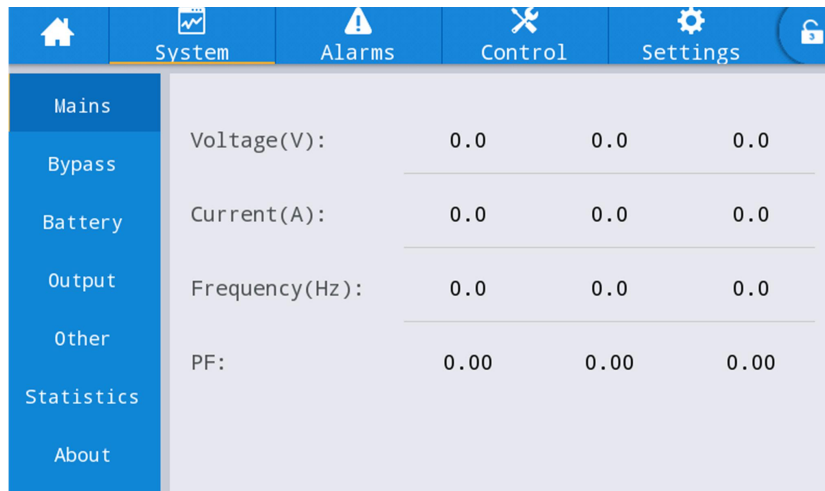 System Alarms Control Settings 3
Mains
Bypass
Battery
Output
Other
Statistics
About
Voltage(V): 0.0 0.0 0.0
Current(A): 0.0 0.0 0.0
Frequency(Hz): 0.0 0.0 0.0
PF: 0.00 0.00 0.00